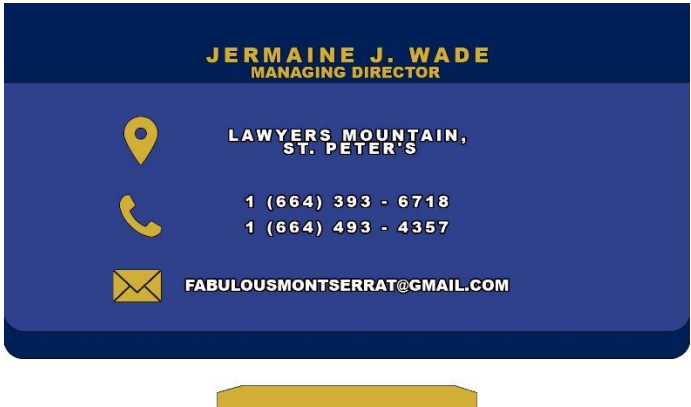 JERMAINE J. WADE
MANAGING DIRECTOR
LAWYERS MOUNTAIN,
ST. PETER'S
1 (664) 393 - 6718
1 (664) 493 - 4357
FABULOUSMONTSERRAT@GMAIL.COM